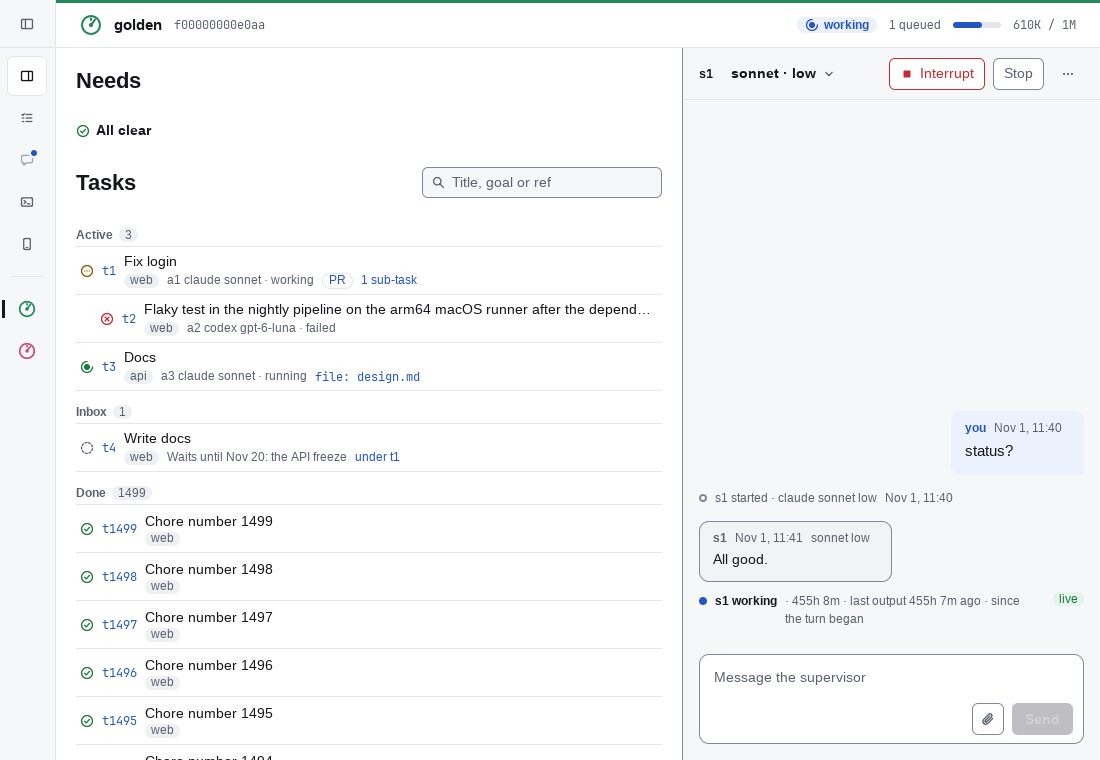 golden f00000000e0aa working 1 queued 610K / 1M
Needs
All clear
Tasks
Title, goal or ref
Active 3
t1 Fix login
web a1 claude sonnet · working PR 1 sub-task
t2 Flaky test in the nightly pipeline on the arm64 macOS runner after the depend…
web a2 codex gpt-6-luna · failed
t3 Docs
api a3 claude sonnet · running file: design.md
Inbox 1
t4 Write docs
web Waits until Nov 20: the API freeze under t1
Done 1499
t1499 Chore number 1499
web
t1498 Chore number 1498
web
t1497 Chore number 1497
web
t1496 Chore number 1496
web
t1495 Chore number 1495
web
Chore number 1494
s1 sonnet · low Interrupt Stop
you Nov 1, 11:40
status?
s1 started · claude sonnet low Nov 1, 11:40
s1 Nov 1, 11:41 sonnet low
All good.
s1 working · 455h 8m · last output 455h 7m ago · since live
the turn began
Message the supervisor
Send